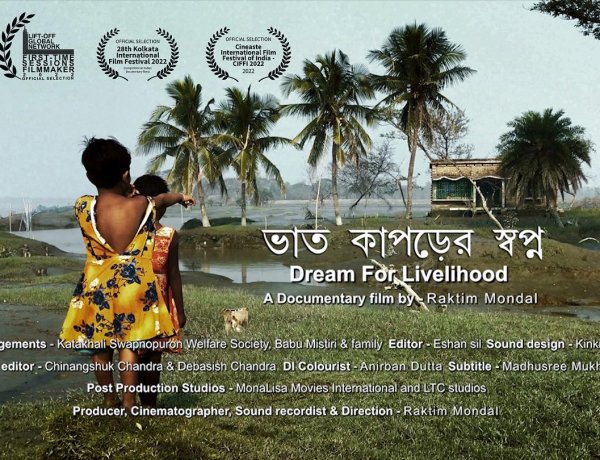 LIFT-OFF
GLOBAL
NETWORK
FIRST-TIME
FILMMAKER
SESSIONS
OFFICIAL SELECTION
OFFICIAL SELECTION
28th Kolkata
International
Film Festival 2022
OFFICIAL SELECTION
Cineaste
International Film
Festival of India -
CIFFI 2022
2022
ভাত কাপড়ের স্বপ্ন
Dream For Livelihood
A Documentary film by - Raktim Mondal
gements - Katakhali Swapnopuron Welfare Society, Babu Mistiri & family Editor - Eshan sil Sound design - Kinki
editor - Chinangshuk Chandra & Debasish Chandra DI Colourist - Anirban Dutta Subtitle - Madhusree Mukh
Post Production Studios - MonaLisa Movies International and LTC studios
Producer, Cinematographer, Sound recordist & Direction - Raktim Mondal